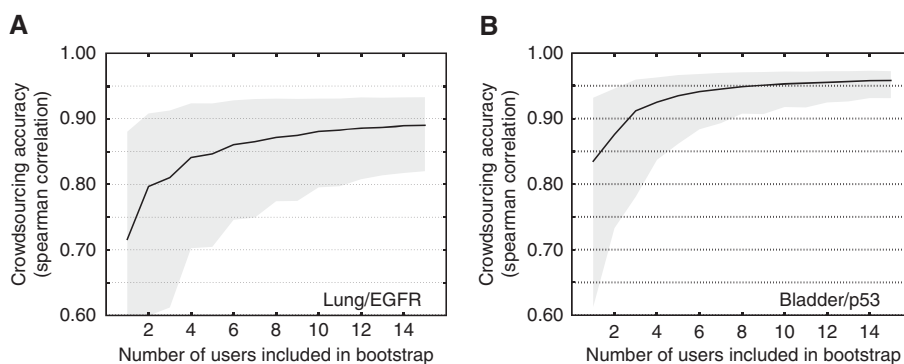 A
Crowdsourcing accuracy
(spearman correlation)
1.00
0.90
0.80
0.70
0.60
Lung/EGFR
2 4 6 8 10 12 14
Number of users included in bootstrap
B
Crowdsourcing accuracy
(spearman correlation)
1.00
0.90
0.80
0.70
0.60
Bladder/p53
2 4 6 8 10 12 14
Number of users included in bootstrap